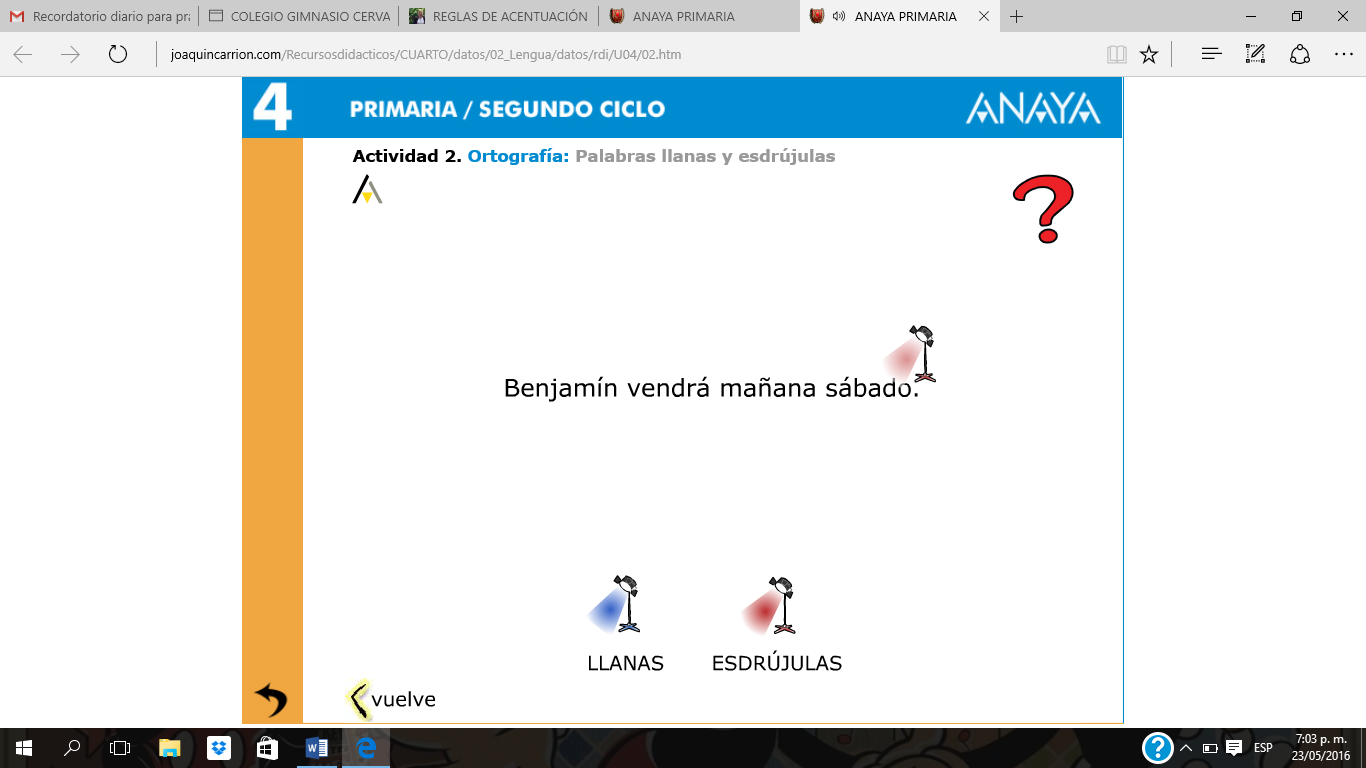 Recordatorio diario para pra
COLEGIO GIMNASIO CERVA
REGLAS DE ACENTUACIÓN
ANAYA PRIMARIA
ANAYA PRIMARIA
joaquincarrion.com/Recursosdidacticos/CUARTO/datos/02_Lengua/datos/rdi/U04/02.htm
4 PRIMARIA / SEGUNDO CICLO ANAYA
Actividad 2. Ortografía: Palabras llanas y esdrújulas
?
Benjamín vendrá mañana sábado.
LLANAS ESDRÚJULAS
vuelve
ESP
7:03 p. m.
23/05/2016